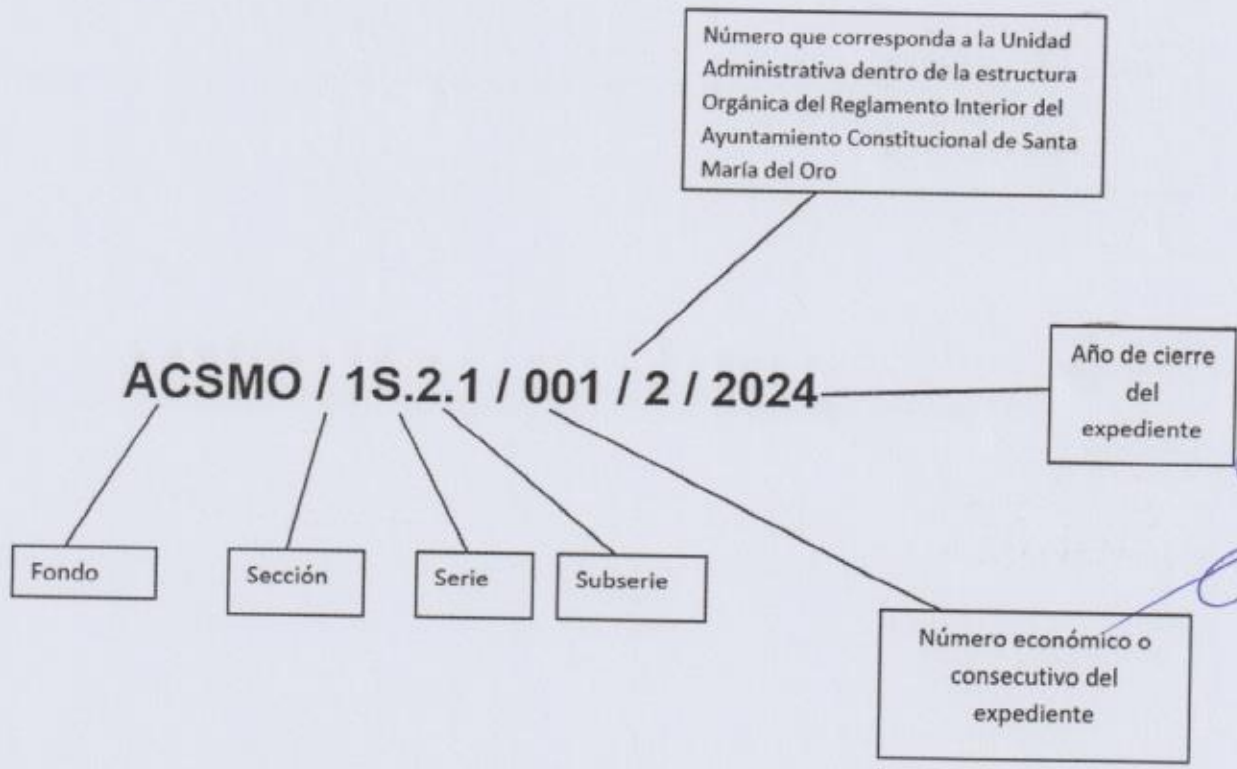 Número que corresponda a la Unidad
Administrativa dentro de la estructura
Orgánica del Reglamento Interior del
Ayuntamiento Constitucional de Santa
María del Oro
ACSMO / 1S.2.1 / 001 / 2 / 2024
Año de cierre
del
expediente
Fondo
Sección
Serie
Subserie
Número económico o
consecutivo del
expediente